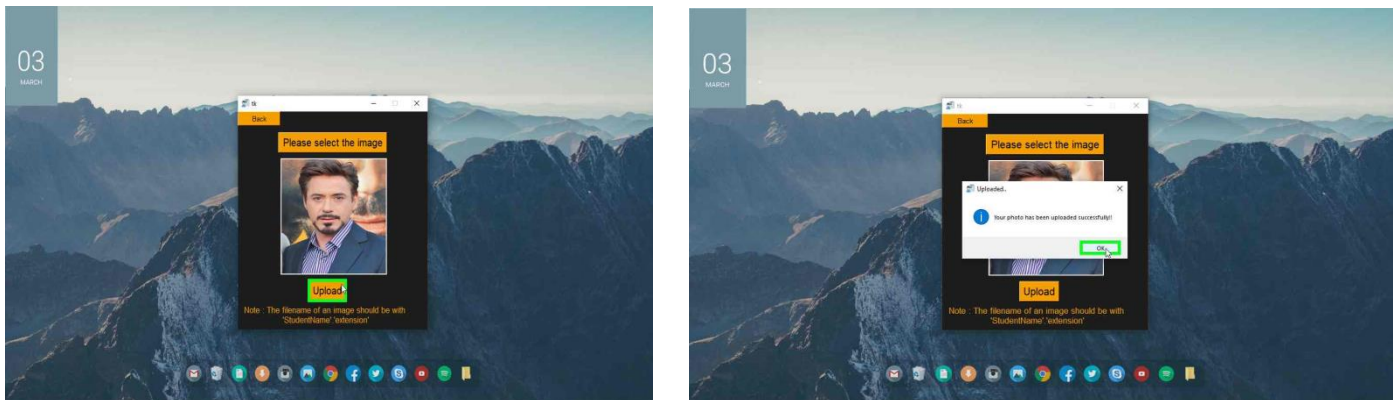 03
MARCH
tk
Back
Please select the image
Upload
Note : The filename of an image should be with
'StudentName'.'extension'
03
MARCH
tk
Back
Please select the image
Uploaded..
Your photo has been uploaded successfully!!
OK
Upload
Note : The filename of an image should be with
'StudentName'.'extension'